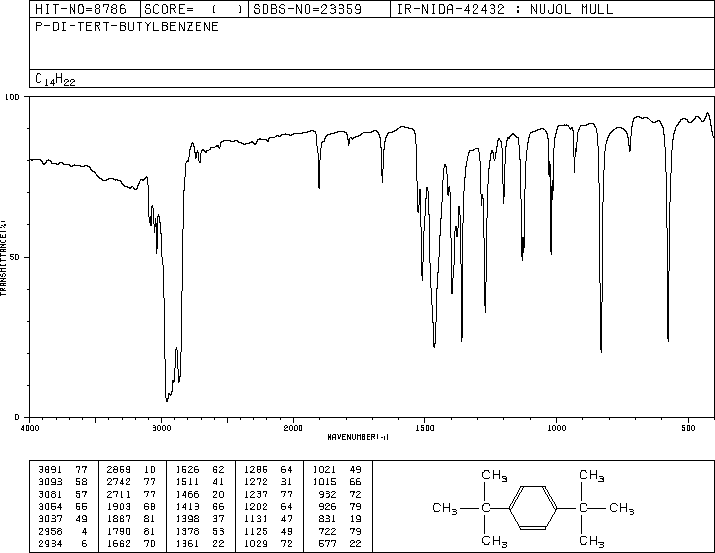 HIT-NO=8786 SCORE= ( ) SDBS-NO=23359 IR-NIDA-42432 : NUJOL MULL
P-DI-TERT-BUTYLBENZENE
C14H22
100
50
0
TRANSMITTANCE(%)
4000 3000 2000 1500 1000 500
WAVENUMBER(-1)
3891 77 2869 10 1526 62 1286 64 1021 49
3093 58 2742 77 1511 41 1272 31 1015 66
3081 57 2711 77 1466 20 1237 77 932 72
1903 68 1413 66 1202 64 926 79
3037 49 1867 81 1398 37 1131 47 831 19
2958 4 1790 81 1378 53 1125 49 722 79
2934 6 1662 70 1361 22 1029 72 577 22
CH3 CH3
CH3 CH3
CH3 CH3